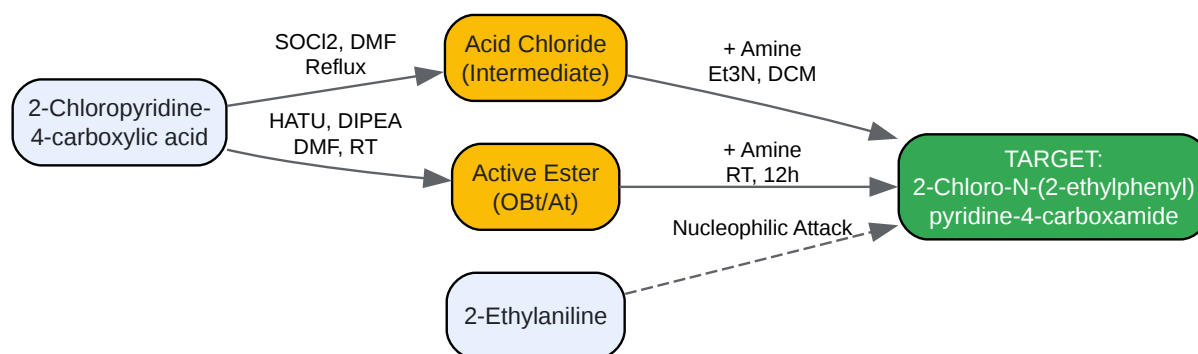 2-Chloropyridine-
4-carboxylic acid
SOCl2, DMF
Reflux
HATU, DIPEA
DMF, RT
Acid Chloride
(Intermediate)
Active Ester
(OBt/At)
2-Ethylaniline
+ Amine
Et3N, DCM
+ Amine
RT, 12h
Nucleophilic Attack
TARGET:
2-Chloro-N-(2-ethylphenyl)
pyridine-4-carboxamide